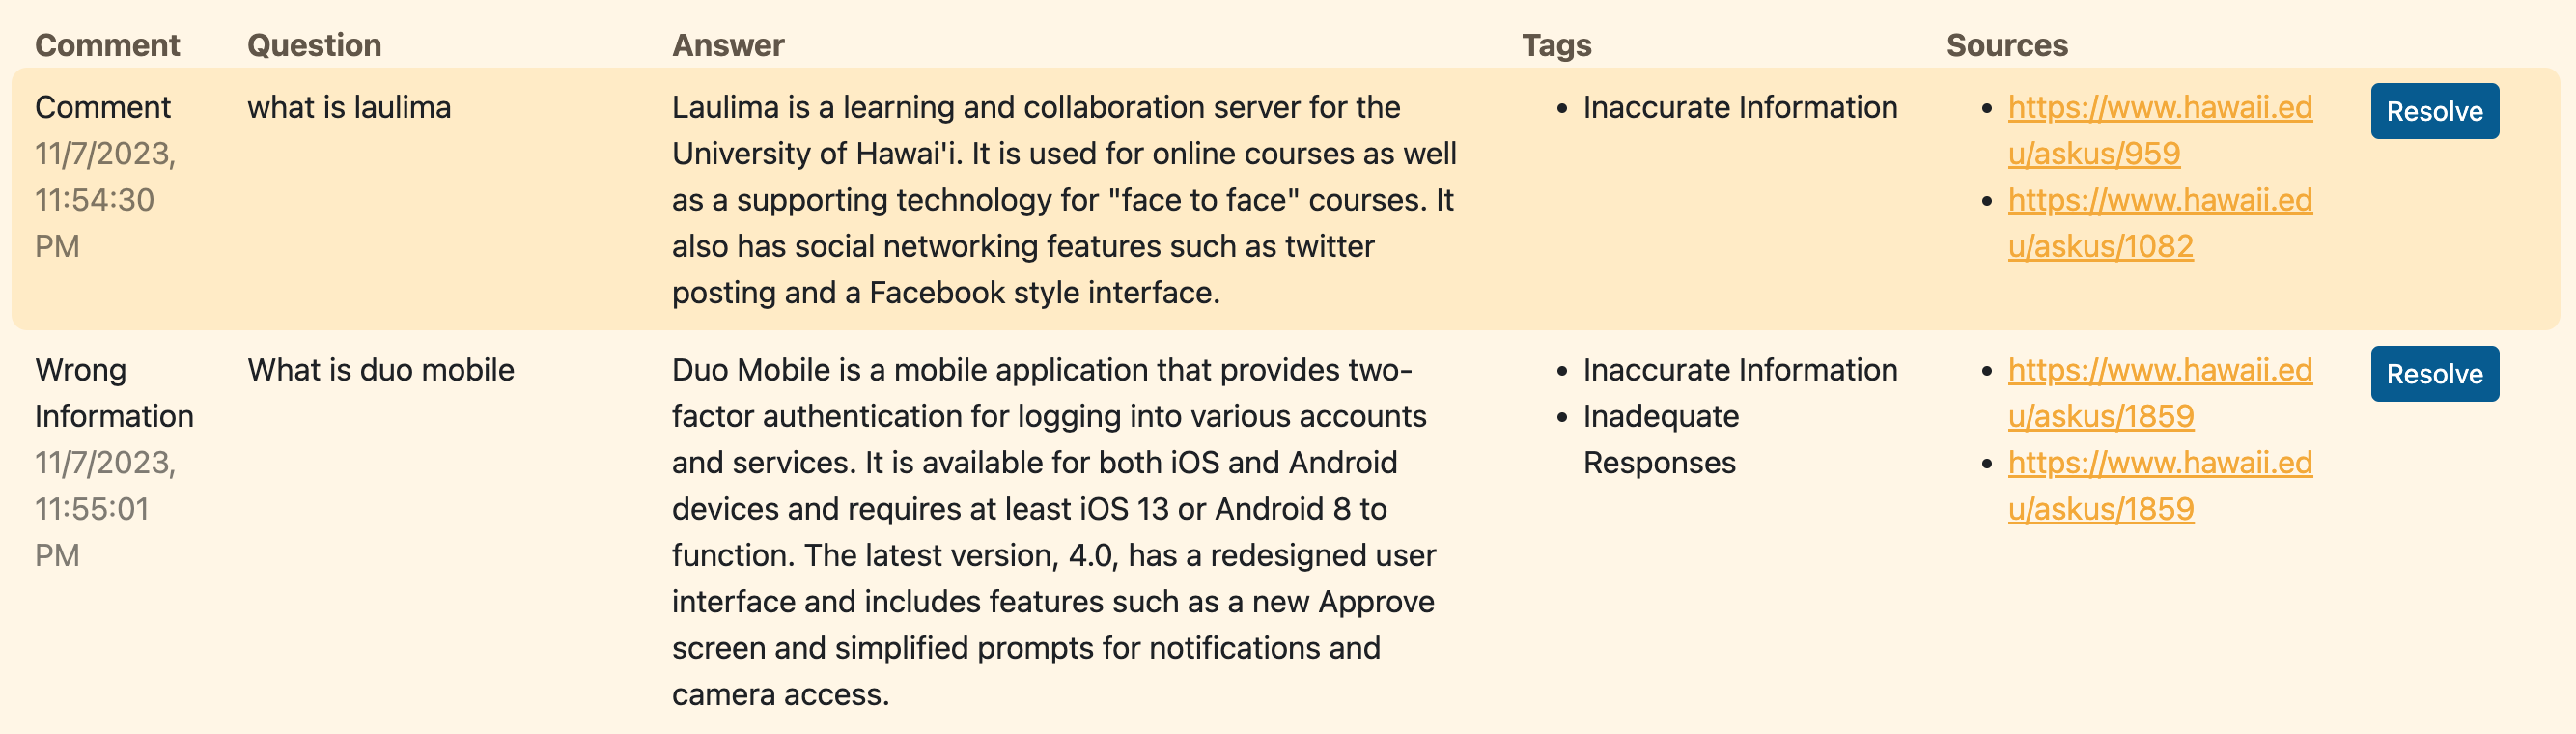 Comment Question Answer Tags Sources
Comment
11/7/2023,
11:54:30
PM
what is laulima
Laulima is a learning and collaboration server for the
University of Hawai'i. It is used for online courses as well
as a supporting technology for "face to face" courses. It
also has social networking features such as twitter
posting and a Facebook style interface.
• Inaccurate Information
• https://www.hawaii.ed
u/askus/959
• https://www.hawaii.ed
u/askus/1082
Resolve
Wrong
Information
11/7/2023,
11:55:01
PM
What is duo mobile
Duo Mobile is a mobile application that provides two-
factor authentication for logging into various accounts
and services. It is available for both iOS and Android
devices and requires at least iOS 13 or Android 8 to
function. The latest version, 4.0, has a redesigned user
interface and includes features such as a new Approve
screen and simplified prompts for notifications and
camera access.
• Inaccurate Information
• Inadequate
Responses
• https://www.hawaii.ed
u/askus/1859
• https://www.hawaii.ed
u/askus/1859
Resolve